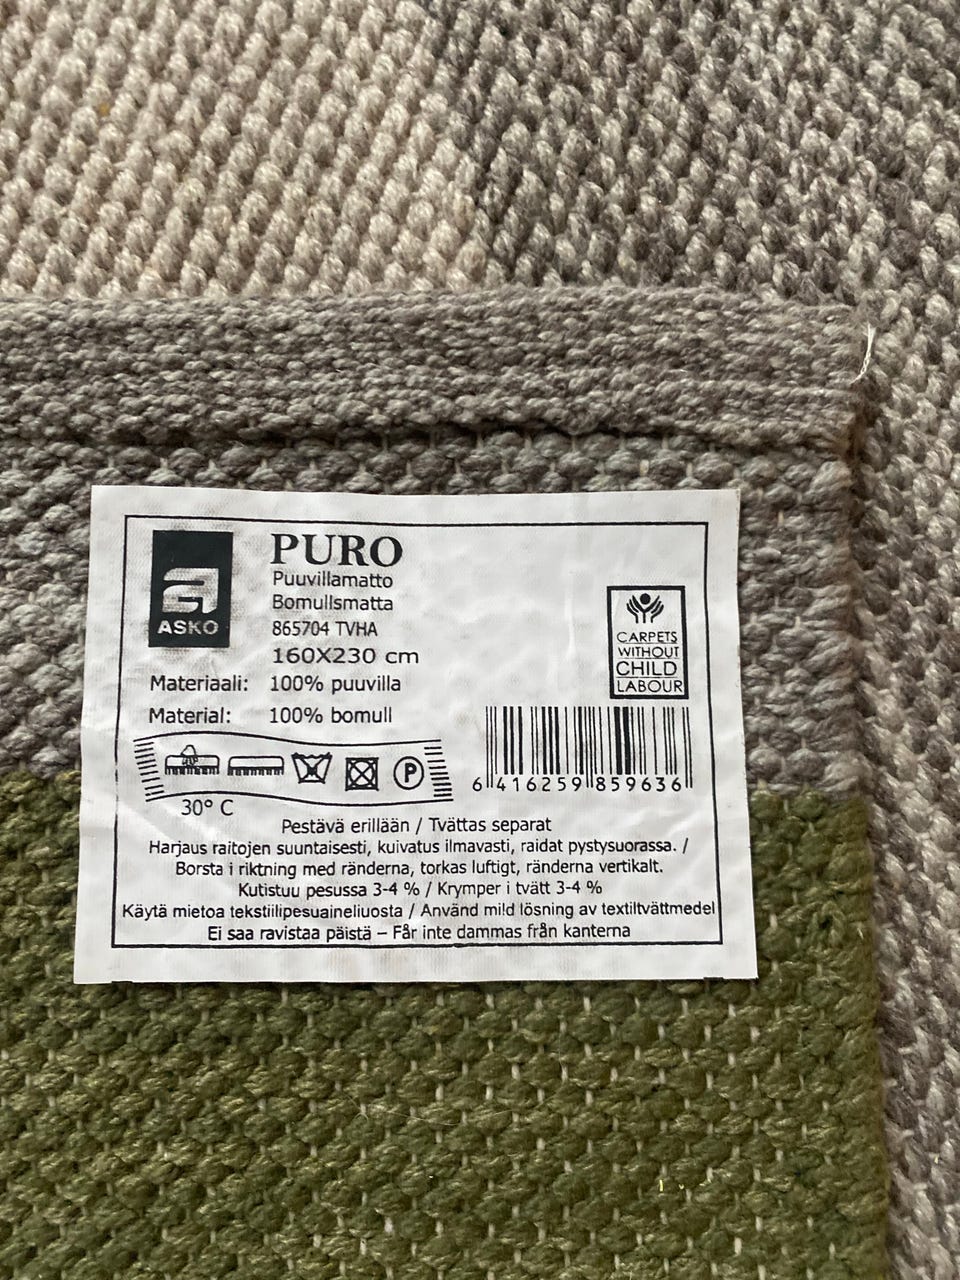 PURO
Puuvillamatto
Bomullsmatta
865704 TVHA
160X230 cm
Materiaali: 100% puuvilla
Material: 100% bomull
ASKO
CARPETS
WITHOUT
CHILD
LABOUR
P
30° C
6 416259 859636
Pestävä erillään / Tvättas separat
Harjaus raitojen suuntaisesti, kuivatus ilmavasti, raidat pystysuorassa. /
Borsta i riktning med ränderna, torkas luftigt, ränderna vertikalt.
Kutistuu pesussa 3-4 % / Krymper i tvätt 3-4 %
Käytä mietoa tekstiilipesuaineliuosta / Använd mild lösning av textiltvättmedel
Ei saa ravistaa päistä – Får inte dammas från kanterna